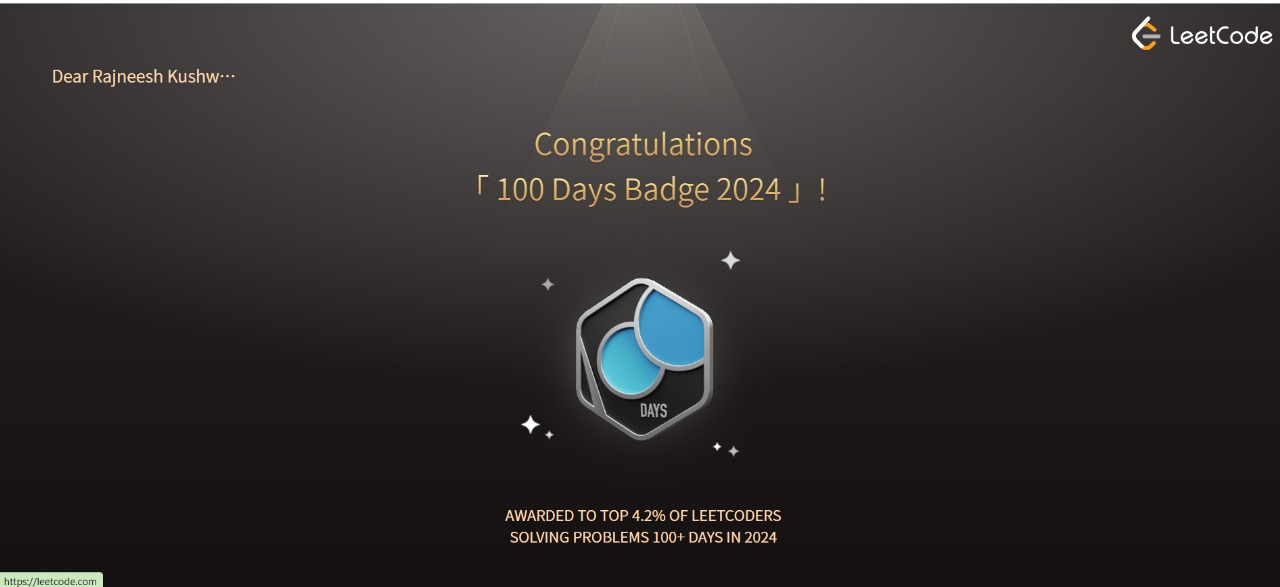 LeetCode
Dear Rajneesh Kushw…
Congratulations
「 100 Days Badge 2024 」 !
DAYS
AWARDED TO TOP 4.2% OF LEETCODERS
SOLVING PROBLEMS 100+ DAYS IN 2024
https://leetcode.com